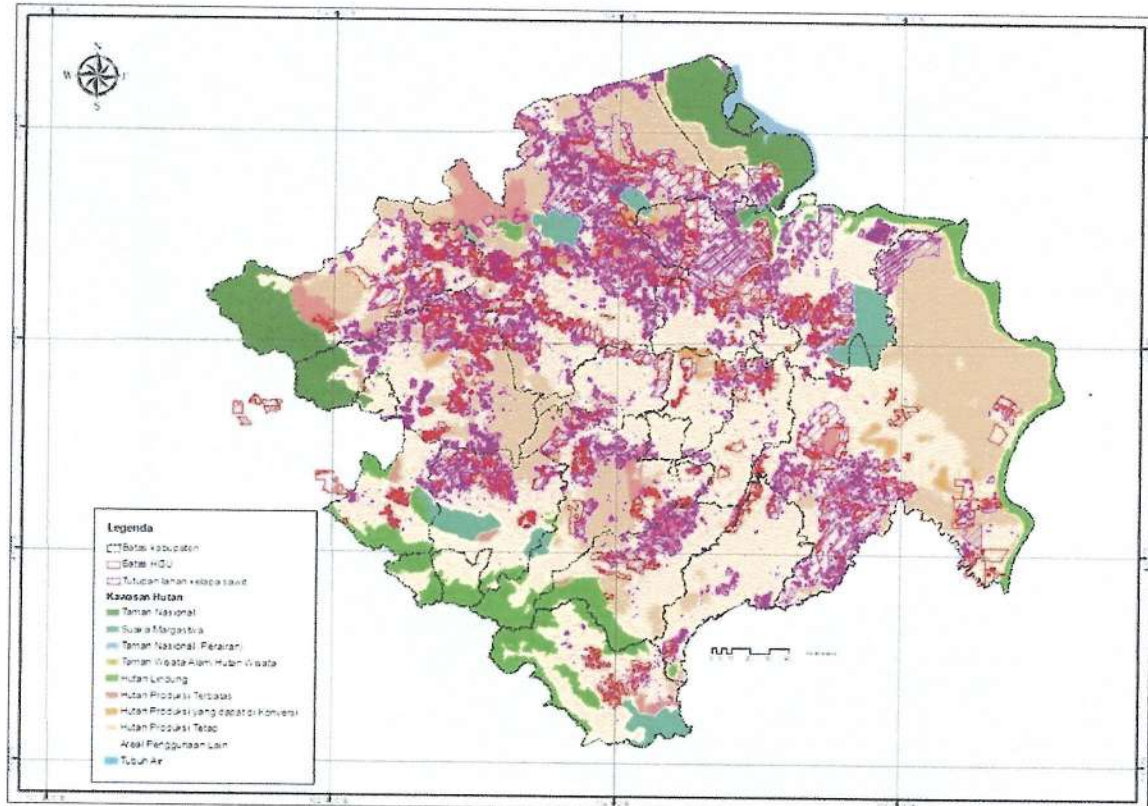 N
W
S
Legenda
Batas kabupaten
Batas HGU
Tutupan lahan kelapa sawit
Kawasan Hutan
Taman Nasional
Suaka Margastwa
Taman Nasional (Perairan)
Taman Wisata Alam Hutan Wisata
Hutan Lindung
Hutan Produksi Terbatas
Hutan Produksi yang dapat di Konversi
Hutan Produksi Tetap
Areal Penggunaan Lain
Tubuh Air